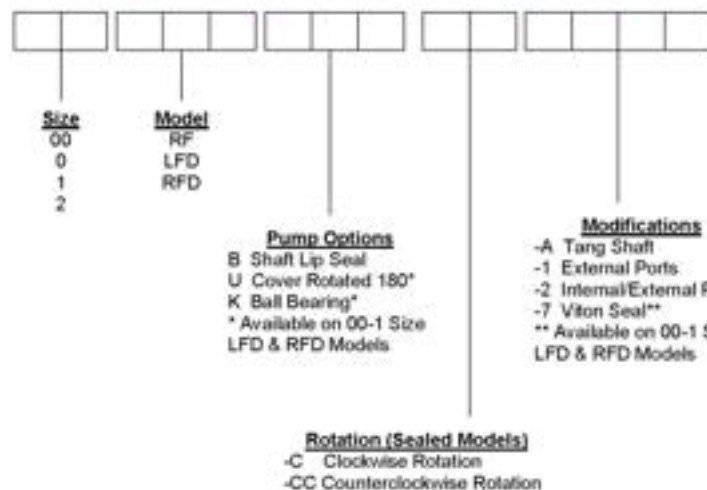 Size
00
0
1
2
Model
RF
LFD
RFD
Pump Options
B Shaft Lip Seal
U Cover Rotated 180*
K Ball Bearing*
* Available on 00-1 Size
LFD & RFD Models
Modifications
-A Tang Shaft
-1 External Ports
-2 Internal/External
-7 Viton Seal**
** Available on 00-1
LFD & RFD Models
Rotation (Sealed Models)
-C Clockwise Rotation
-CC Counterclockwise Rotation